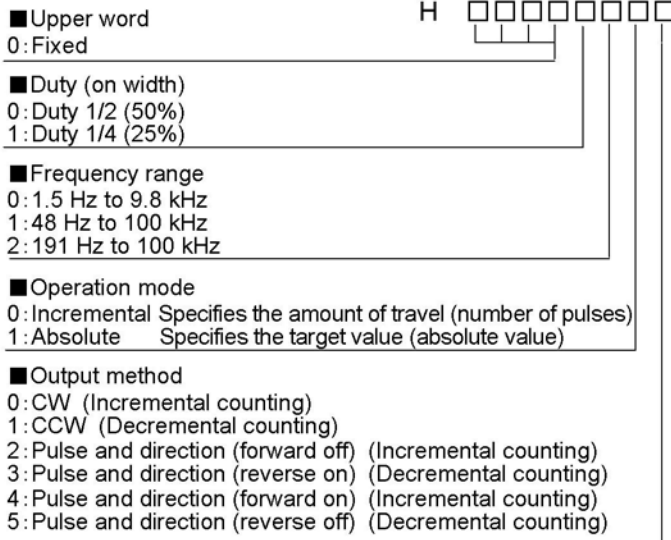 ■Upper word H □□□□□□□□
0:Fixed
■Duty (on width)
0:Duty 1/2 (50%)
1:Duty 1/4 (25%)
■Frequency range
0:1.5 Hz to 9.8 kHz
1:48 Hz to 100 kHz
2:191 Hz to 100 kHz
■Operation mode
0:Incremental Specifies the amount of travel (number of pulses)
1:Absolute Specifies the target value (absolute value)
■Output method
0:CW (Incremental counting)
1:CCW (Decremental counting)
2:Pulse and direction (forward off) (Incremental counting)
3:Pulse and direction (reverse on) (Decremental counting)
4:Pulse and direction (forward on) (Incremental counting)
5:Pulse and direction (reverse off) (Decremental counting)